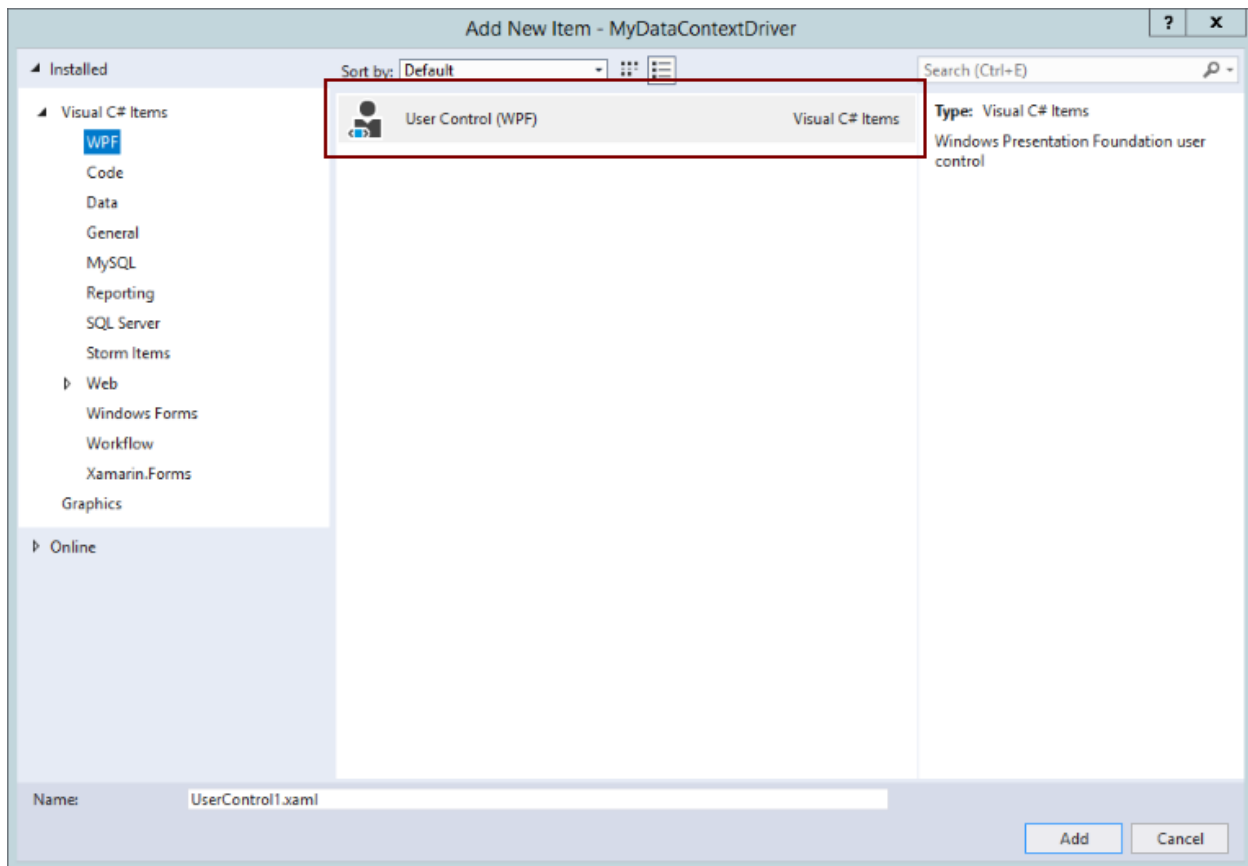 Add New Item - MyDataContextDriver
? x
Installed
Sort by: Default
Search (Ctrl+E)
Visual C# Items
WPF
Code
Data
General
MySQL
Reporting
SQL Server
Storm Items
Web
Windows Forms
Workflow
Xamarin.Forms
Graphics
Online
User Control (WPF) Visual C# Items
Type: Visual C# Items
Windows Presentation Foundation user
control
Name: UserControl1.xaml
Add Cancel